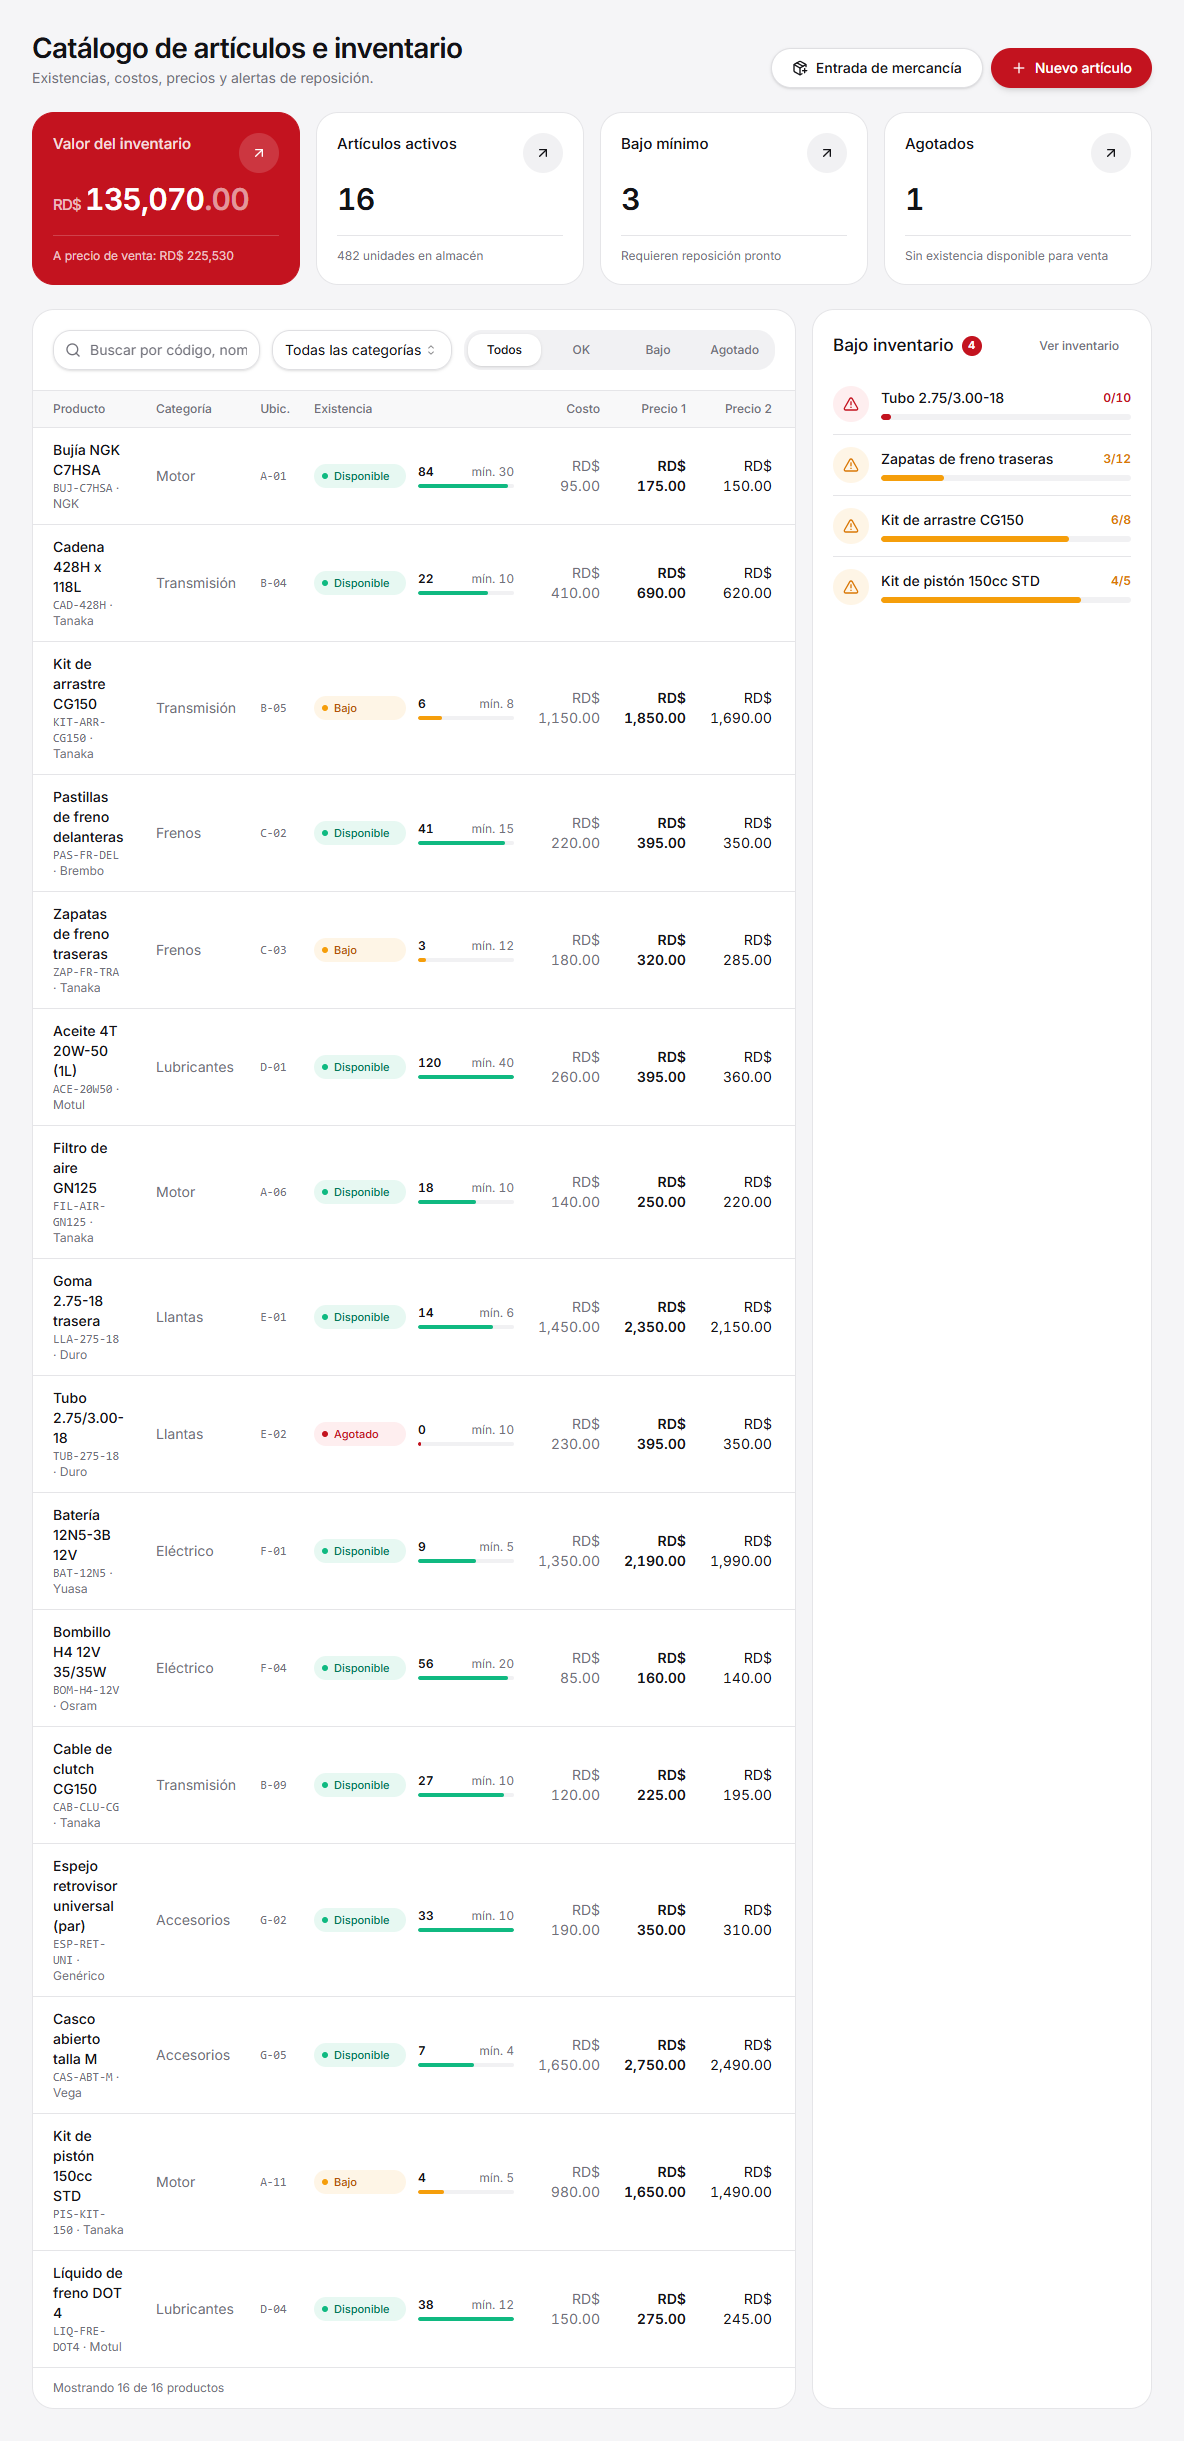 Catálogo de artículos e inventario
Existencias, costos, precios y alertas de reposición.
Entrada de mercancía
Nuevo artículo
Valor del inventario
RD$ 135,070.00
A precio de venta: RD$ 225,530
Artículos activos
16
482 unidades en almacén
Bajo mínimo
3
Requieren reposición pronto
Agotados
1
Sin existencia disponible para venta
Buscar por código, nom
Todas las categorías
Todos
OK
Bajo
Agotado
Producto Categoría Ubic. Existencia Costo Precio 1 Precio 2
Bujía NGK
C7HSA
BUJ-C7HSA ·
NGK
Motor
A-01
Disponible
84 mín. 30
RD$
95.00
RD$
175.00
RD$
150.00
Cadena
428H x
118L
CAD-428H ·
Tanaka
Transmisión
B-04
Disponible
22 mín. 10
RD$
410.00
RD$
690.00
RD$
620.00
Kit de
arrastre
CG150
KIT-ARR-
CG150 ·
Tanaka
Transmisión
B-05
Bajo
6 mín. 8
RD$
1,150.00
RD$
1,850.00
RD$
1,690.00
Pastillas
de freno
delanteras
PAS-FR-DEL
· Brembo
Frenos
C-02
Disponible
41 mín. 15
RD$
220.00
RD$
395.00
RD$
350.00
Zapatas
de freno
traseras
ZAP-FR-TRA
· Tanaka
Frenos
C-03
Bajo
3 mín. 12
RD$
180.00
RD$
320.00
RD$
285.00
Aceite 4T
20W-50
(1L)
ACE-20W50 ·
Motul
Lubricantes
D-01
Disponible
120 mín. 40
RD$
260.00
RD$
395.00
RD$
360.00
Filtro de
aire
GN125
FIL-AIR-
GN125 ·
Tanaka
Motor
A-06
Disponible
18 mín. 10
RD$
140.00
RD$
250.00
RD$
220.00
Goma
2.75-18
trasera
LLA-275-18
· Duro
Llantas
E-01
Disponible
14 mín. 6
RD$
1,450.00
RD$
2,350.00
RD$
2,150.00
Tubo
2.75/3.00-
18
TUB-275-18
· Duro
Llantas
E-02
Agotado
0 mín. 10
RD$
230.00
RD$
395.00
RD$
350.00
Batería
12N5-3B
12V
BAT-12N5 ·
Yuasa
Eléctrico
F-01
Disponible
9 mín. 5
RD$
1,350.00
RD$
2,190.00
RD$
1,990.00
Bombillo
H4 12V
35/35W
BOM-H4-12V
· Osram
Eléctrico
F-04
Disponible
56 mín. 20
RD$
85.00
RD$
160.00
RD$
140.00
Cable de
clutch
CG150
CAB-CLU-CG
· Tanaka
Transmisión
B-09
Disponible
27 mín. 10
RD$
120.00
RD$
225.00
RD$
195.00
Espejo
retrovisor
universal
(par)
ESP-RET-
UNI ·
Genérico
Accesorios
G-02
Disponible
33 mín. 10
RD$
190.00
RD$
350.00
RD$
310.00
Casco
abierto
talla M
CAS-ABT-M ·
Vega
Accesorios
G-05
Disponible
7 mín. 4
RD$
1,650.00
RD$
2,750.00
RD$
2,490.00
Kit de
pistón
150cc
STD
PIS-KIT-
150 · Tanaka
Motor
A-11
Bajo
4 mín. 5
RD$
980.00
RD$
1,650.00
RD$
1,490.00
Líquido de
freno DOT
4
LIQ-FRE-
DOT4 · Motul
Lubricantes
D-04
Disponible
38 mín. 12
RD$
150.00
RD$
275.00
RD$
245.00
Mostrando 16 de 16 productos
Bajo inventario 4
Ver inventario
Tubo 2.75/3.00-18 0/10
Zapatas de freno traseras 3/12
Kit de arrastre CG150 6/8
Kit de pistón 150cc STD 4/5